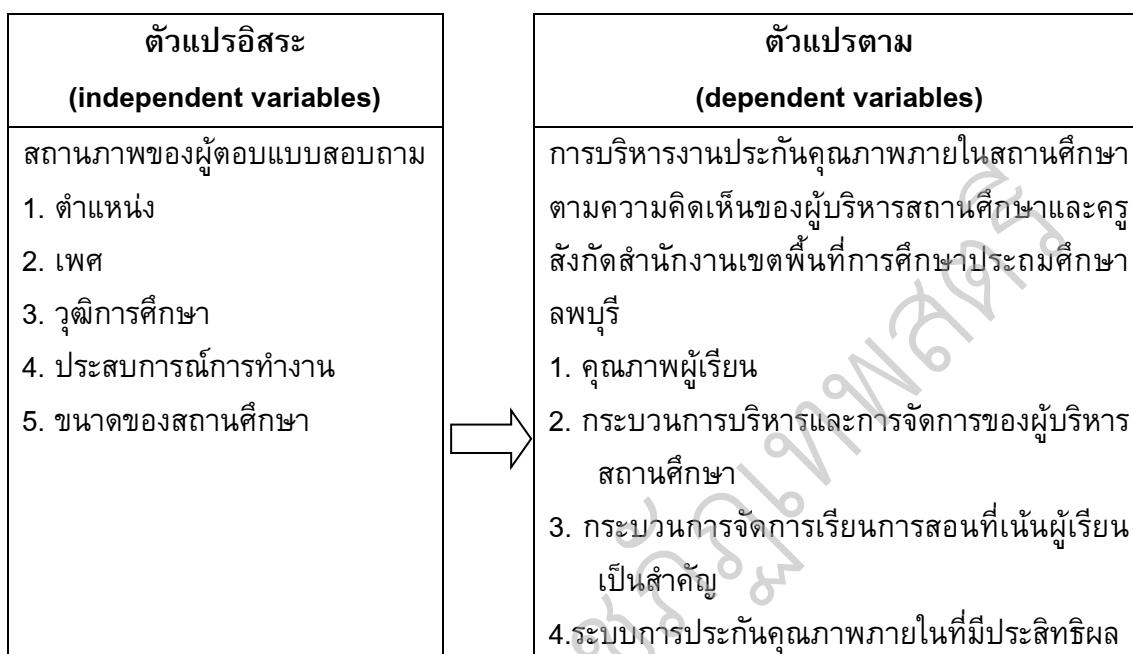 ตัวแปรอิสระ
(independent variables)
สถานภาพของผู้ตอบแบบสอบถาม
1. ตำแหน่ง
2. เพศ
3. วุฒิการศึกษา
4. ประสบการณ์การทำงาน
5. ขนาดของสถานศึกษา
ตัวแปรตาม
(dependent variables)
การบริหารงานประกันคุณภาพภายในสถานศึกษา
ตามความคิดเห็นของผู้บริหารสถานศึกษาและครู
สังกัดสำนักงานเขตพื้นที่การศึกษาประถมศึกษา
ลพบุรี
1. คุณภาพผู้เรียน
2. กระบวนการบริหารและการจัดการของผู้บริหาร
สถานศึกษา
3. กระบวนการจัดการเรียนการสอนที่เน้นผู้เรียน
เป็นสำคัญ
4.ระบบการประกันคุณภาพภายในที่มีประสิทธิผล